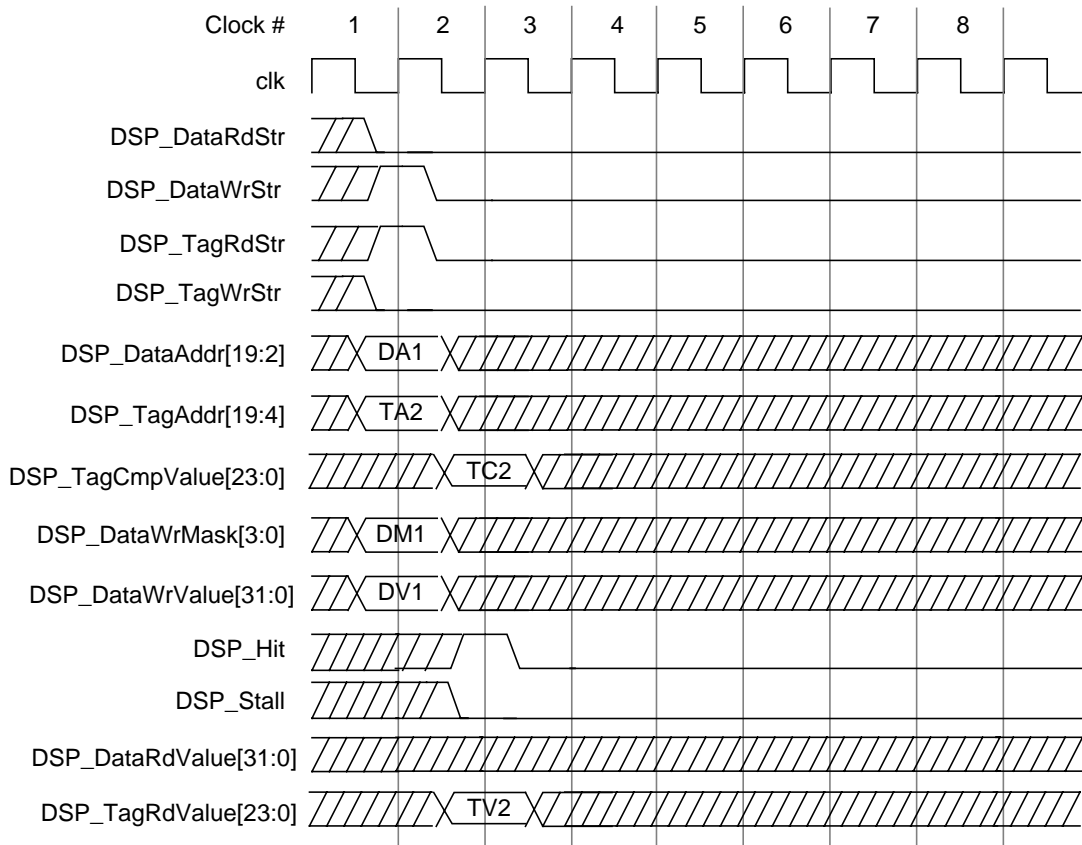 Clock # 1 2 3 4 5 6 7 8
clk
DSP_DataRdStr
DSP_DataWrStr
DSP_TagRdStr
DSP_TagWrStr
DSP_DataAddr[19:2] DA1
DSP_TagAddr[19:4] TA2
DSP_TagCmpValue[23:0] TC2
DSP_DataWrMask[3:0] DM1
DSP_DataWrValue[31:0] DV1
DSP_Hit
DSP_Stall
DSP_DataRdValue[31:0]
DSP_TagRdValue[23:0] TV2